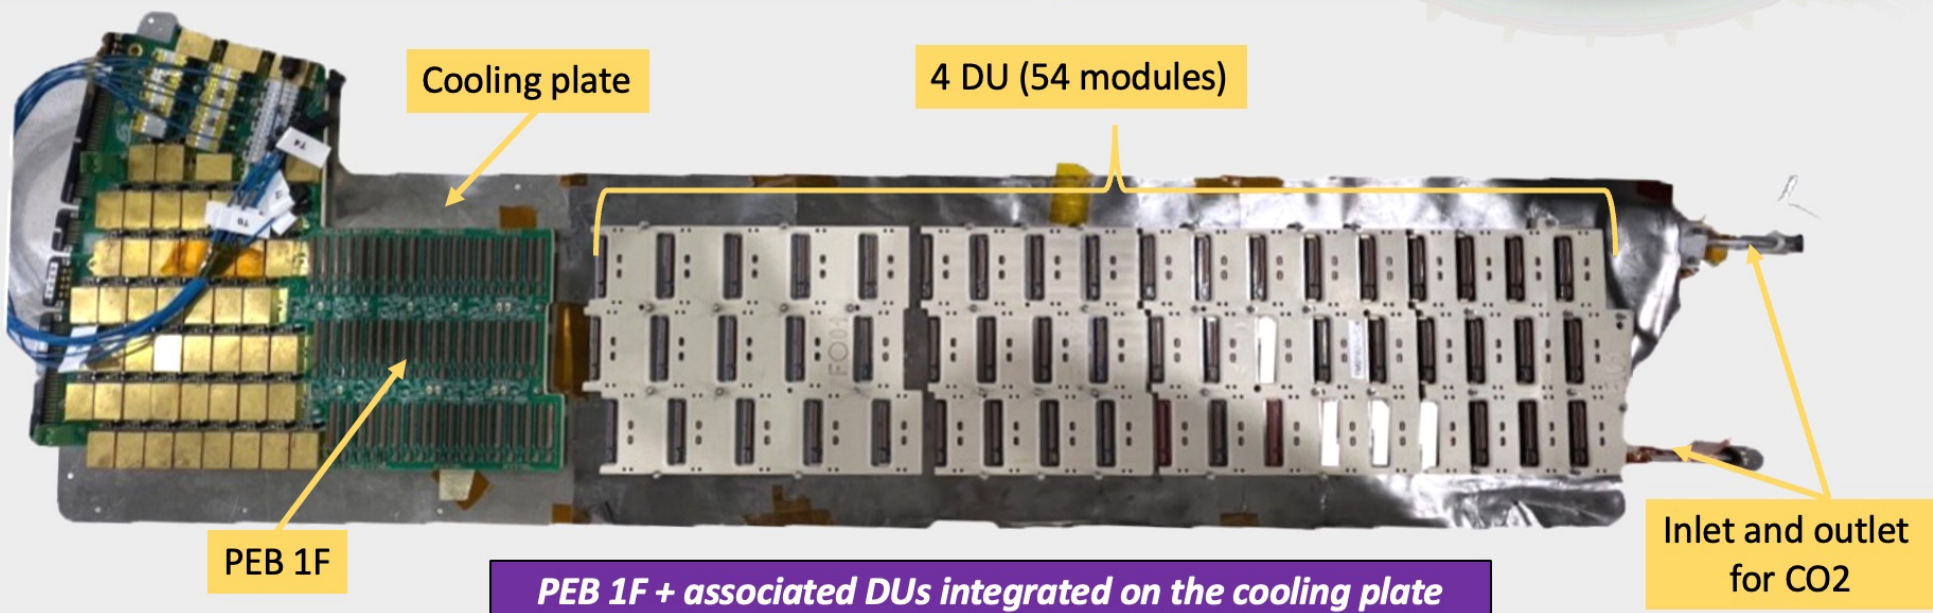 Cooling plate
4 DU (54 modules)
T4
PEB 1F
Inlet and outlet
for CO2
PEB 1F + associated DUs integrated on the cooling plate